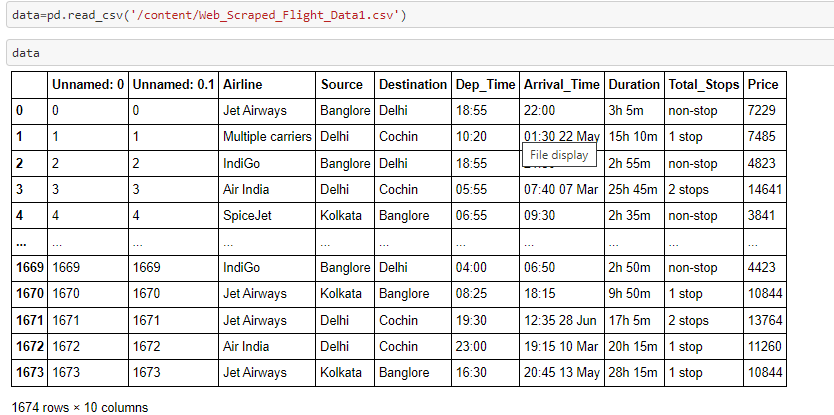 data=pd.read_csv('/content/Web_Scraped_Flight_Data1.csv')
data
Unnamed: 0 Unnamed: 0.1 Airline Source Destination Dep_Time Arrival_Time Duration Total_Stops Price
0 0 0 Jet Airways Banglore Delhi 18:55 22:00 3h 5m non-stop 7229
1 1 1 Multiple carriers Delhi Cochin 10:20 01:30 22 May 15h 10m 1 stop 7485
File display
2 2 2 IndiGo Banglore Delhi 18:55 2h 55m non-stop 4823
3 3 3 Air India Delhi Cochin 05:55 07:40 07 Mar 25h 45m 2 stops 14641
4 4 4 SpiceJet Kolkata Banglore 06:55 09:30 2h 35m non-stop 3841
... ... ... ... ... ... ... ... ... ... ...
1669 1669 1669 IndiGo Banglore Delhi 04:00 06:50 2h 50m non-stop 4423
1670 1670 1670 Jet Airways Kolkata Banglore 08:25 18:15 9h 50m 1 stop 10844
1671 1671 1671 Jet Airways Delhi Cochin 19:30 12:35 28 Jun 17h 5m 2 stops 13764
1672 1672 1672 Air India Delhi Cochin 23:00 19:15 10 Mar 20h 15m 1 stop 11260
1673 1673 1673 Jet Airways Kolkata Banglore 16:30 20:45 13 May 28h 15m 1 stop 10844
1674 rows × 10 columns